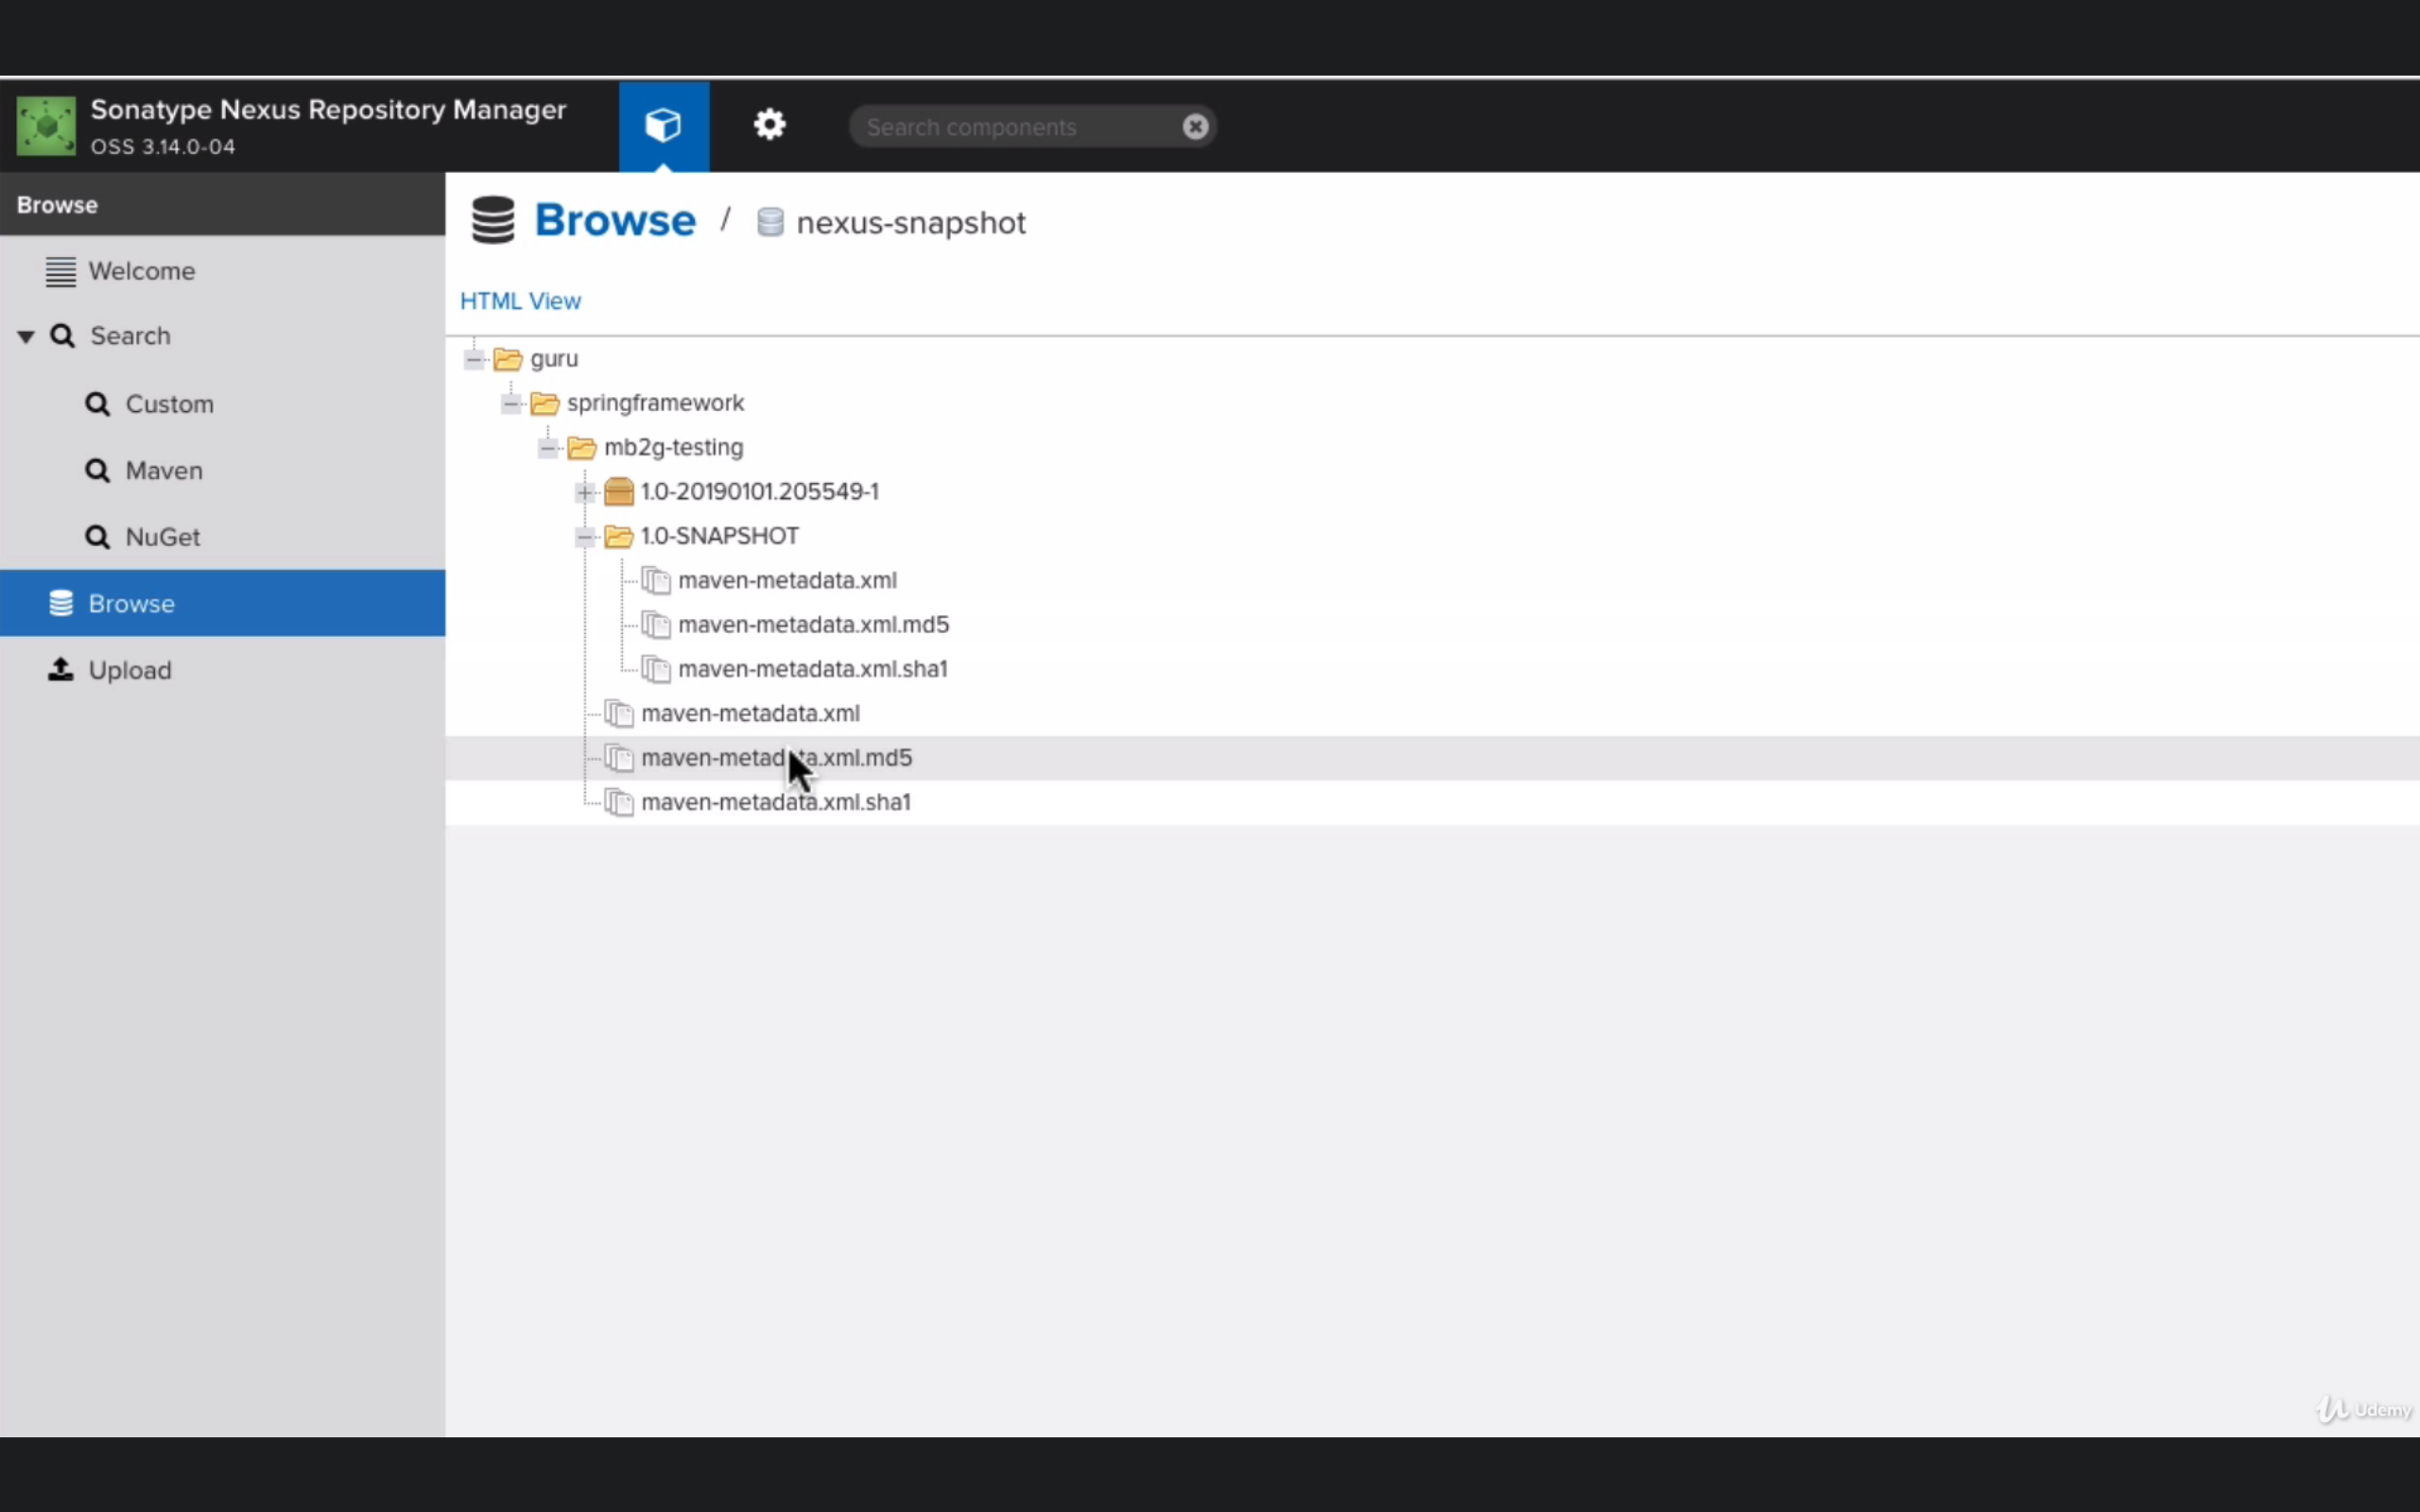 Sonatype Nexus Repository Manager
OSS 3.14.0-04
Search components
Browse
Welcome
Search
Custom
Maven
NuGet
Browse
Upload
Browse / nexus-snapshot
HTML View
guru
springframework
mb2g-testing
1.0-20190101.205549-1
1.0-SNAPSHOT
maven-metadata.xml
maven-metadata.xml.md5
maven-metadata.xml.sha1
maven-metadata.xml
maven-metadata.xml.md5
maven-metadata.xml.sha1
Udemy